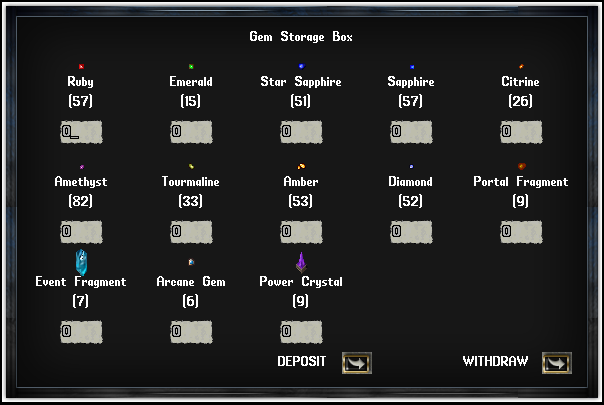 Gem Storage Box
Ruby Emerald Star Sapphire Sapphire Citrine
(57) (15) (51) (57) (26)
0_ 0 0 0 0
Amethyst Tourmaline Amber Diamond Portal Fragment
(82) (33) (53) (52) (9)
0 0 0 0 0
Event Fragment Arcane Gem Power Crystal
(7) (6) (9)
0 0 0
DEPOSIT WITHDRAW